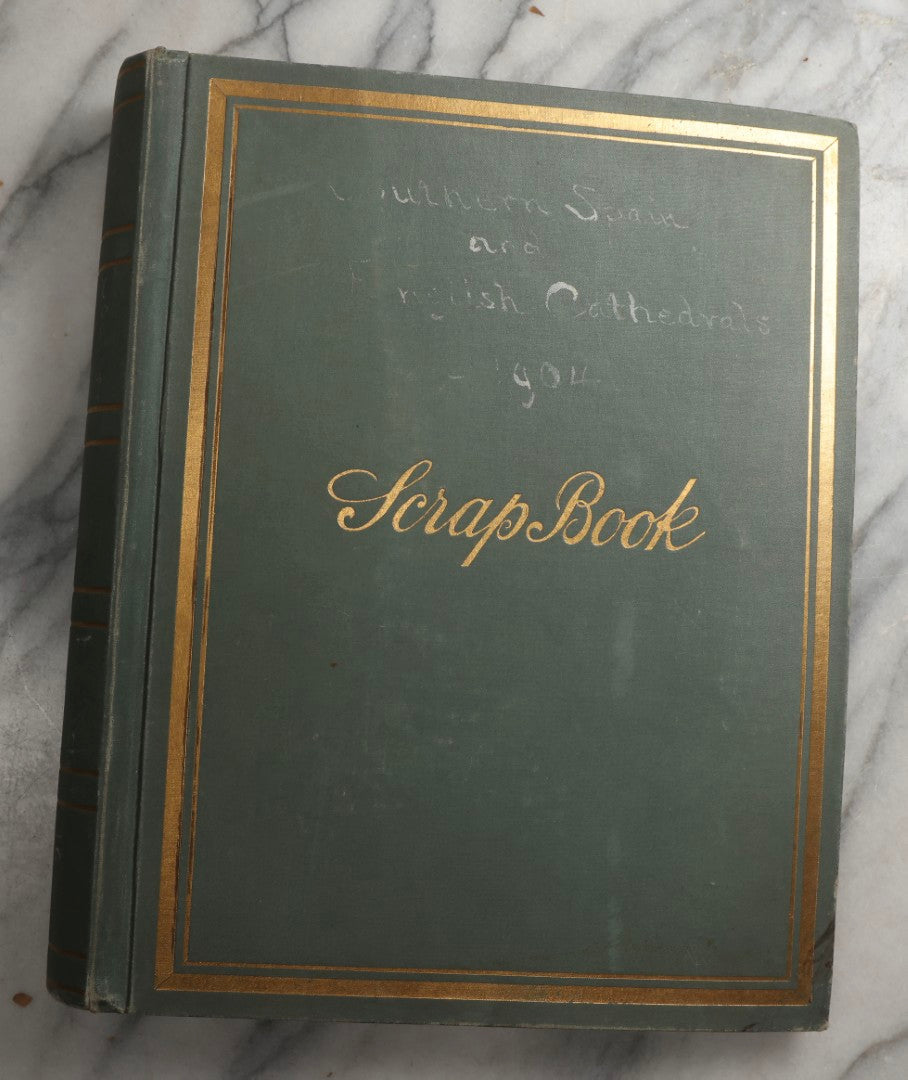 Southern Spain
and
English Cathedrals
- 1904
Scrap Book